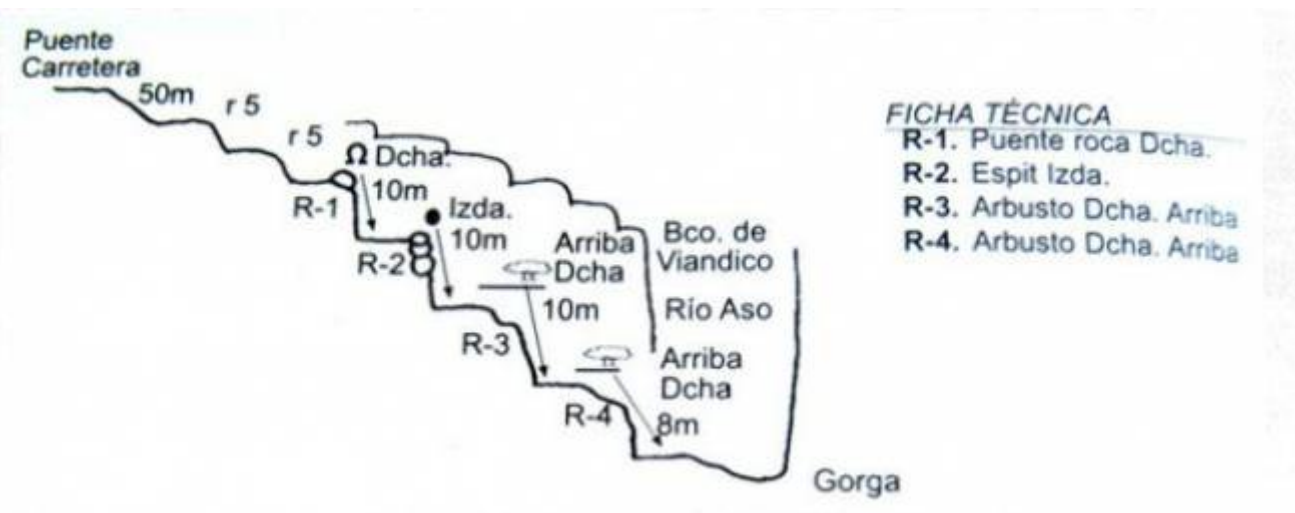 Puente
Carretera
50m
r 5
r 5
Ω Dcha.
10m
R-1
Izda.
10m
R-2
Arriba
Dcha
10m
R-3
Bco. de
Viandico
Río Aso
Arriba
Dcha
8m
R-4
Gorga
FICHA TÉCNICA
R-1. Puente roca Dcha.
R-2. Espit Izda.
R-3. Arbusto Dcha. Arriba
R-4. Arbusto Dcha. Arriba